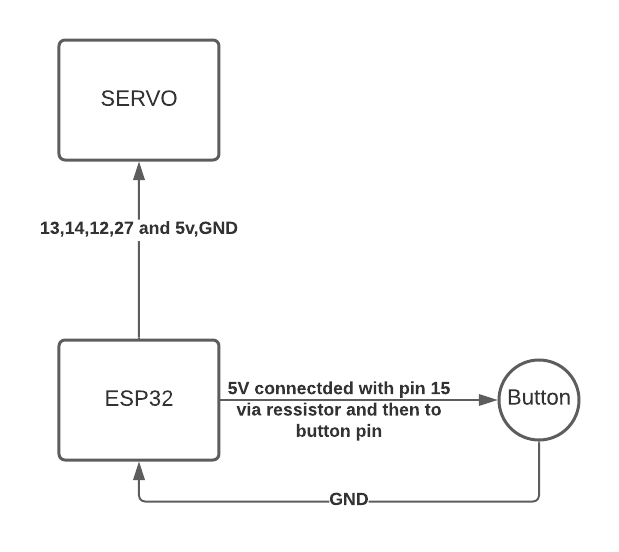 SERVO
13,14,12,27 and 5v,GND
ESP32
5V connectded with pin 15
via ressistor and then to
button pin
Button
GND